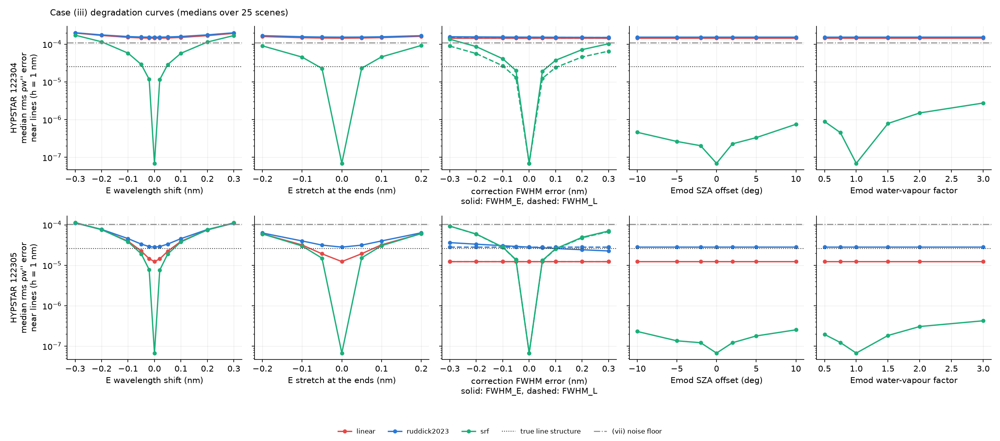 Case (iii) degradation curves (medians over 25 scenes)
HYPSTAR 122304
median rms ρw'' error
near lines (h = 1 nm)
10⁻⁴
10⁻⁵
10⁻⁶
10⁻⁷
−0.3 −0.2 −0.1 0.0 0.1 0.2 0.3
E wavelength shift (nm)
−0.2 −0.1 0.0 0.1 0.2
E stretch at the ends (nm)
−0.3 −0.2 −0.1 0.0 0.1 0.2 0.3
correction FWHM error (nm)
solid: FWHM_E, dashed: FWHM_L
−10 −5 0 5 10
Emod SZA offset (deg)
0.5 1.0 1.5 2.0 2.5 3.0
Emod water-vapour factor
HYPSTAR 122305
median rms ρw'' error
near lines (h = 1 nm)
10⁻⁴
10⁻⁵
10⁻⁶
10⁻⁷
−0.3 −0.2 −0.1 0.0 0.1 0.2 0.3
E wavelength shift (nm)
−0.2 −0.1 0.0 0.1 0.2
E stretch at the ends (nm)
−0.3 −0.2 −0.1 0.0 0.1 0.2 0.3
correction FWHM error (nm)
solid: FWHM_E, dashed: FWHM_L
−10 −5 0 5 10
Emod SZA offset (deg)
0.5 1.0 1.5 2.0 2.5 3.0
Emod water-vapour factor
linear ruddick2023 srf true line structure (vii) noise floor